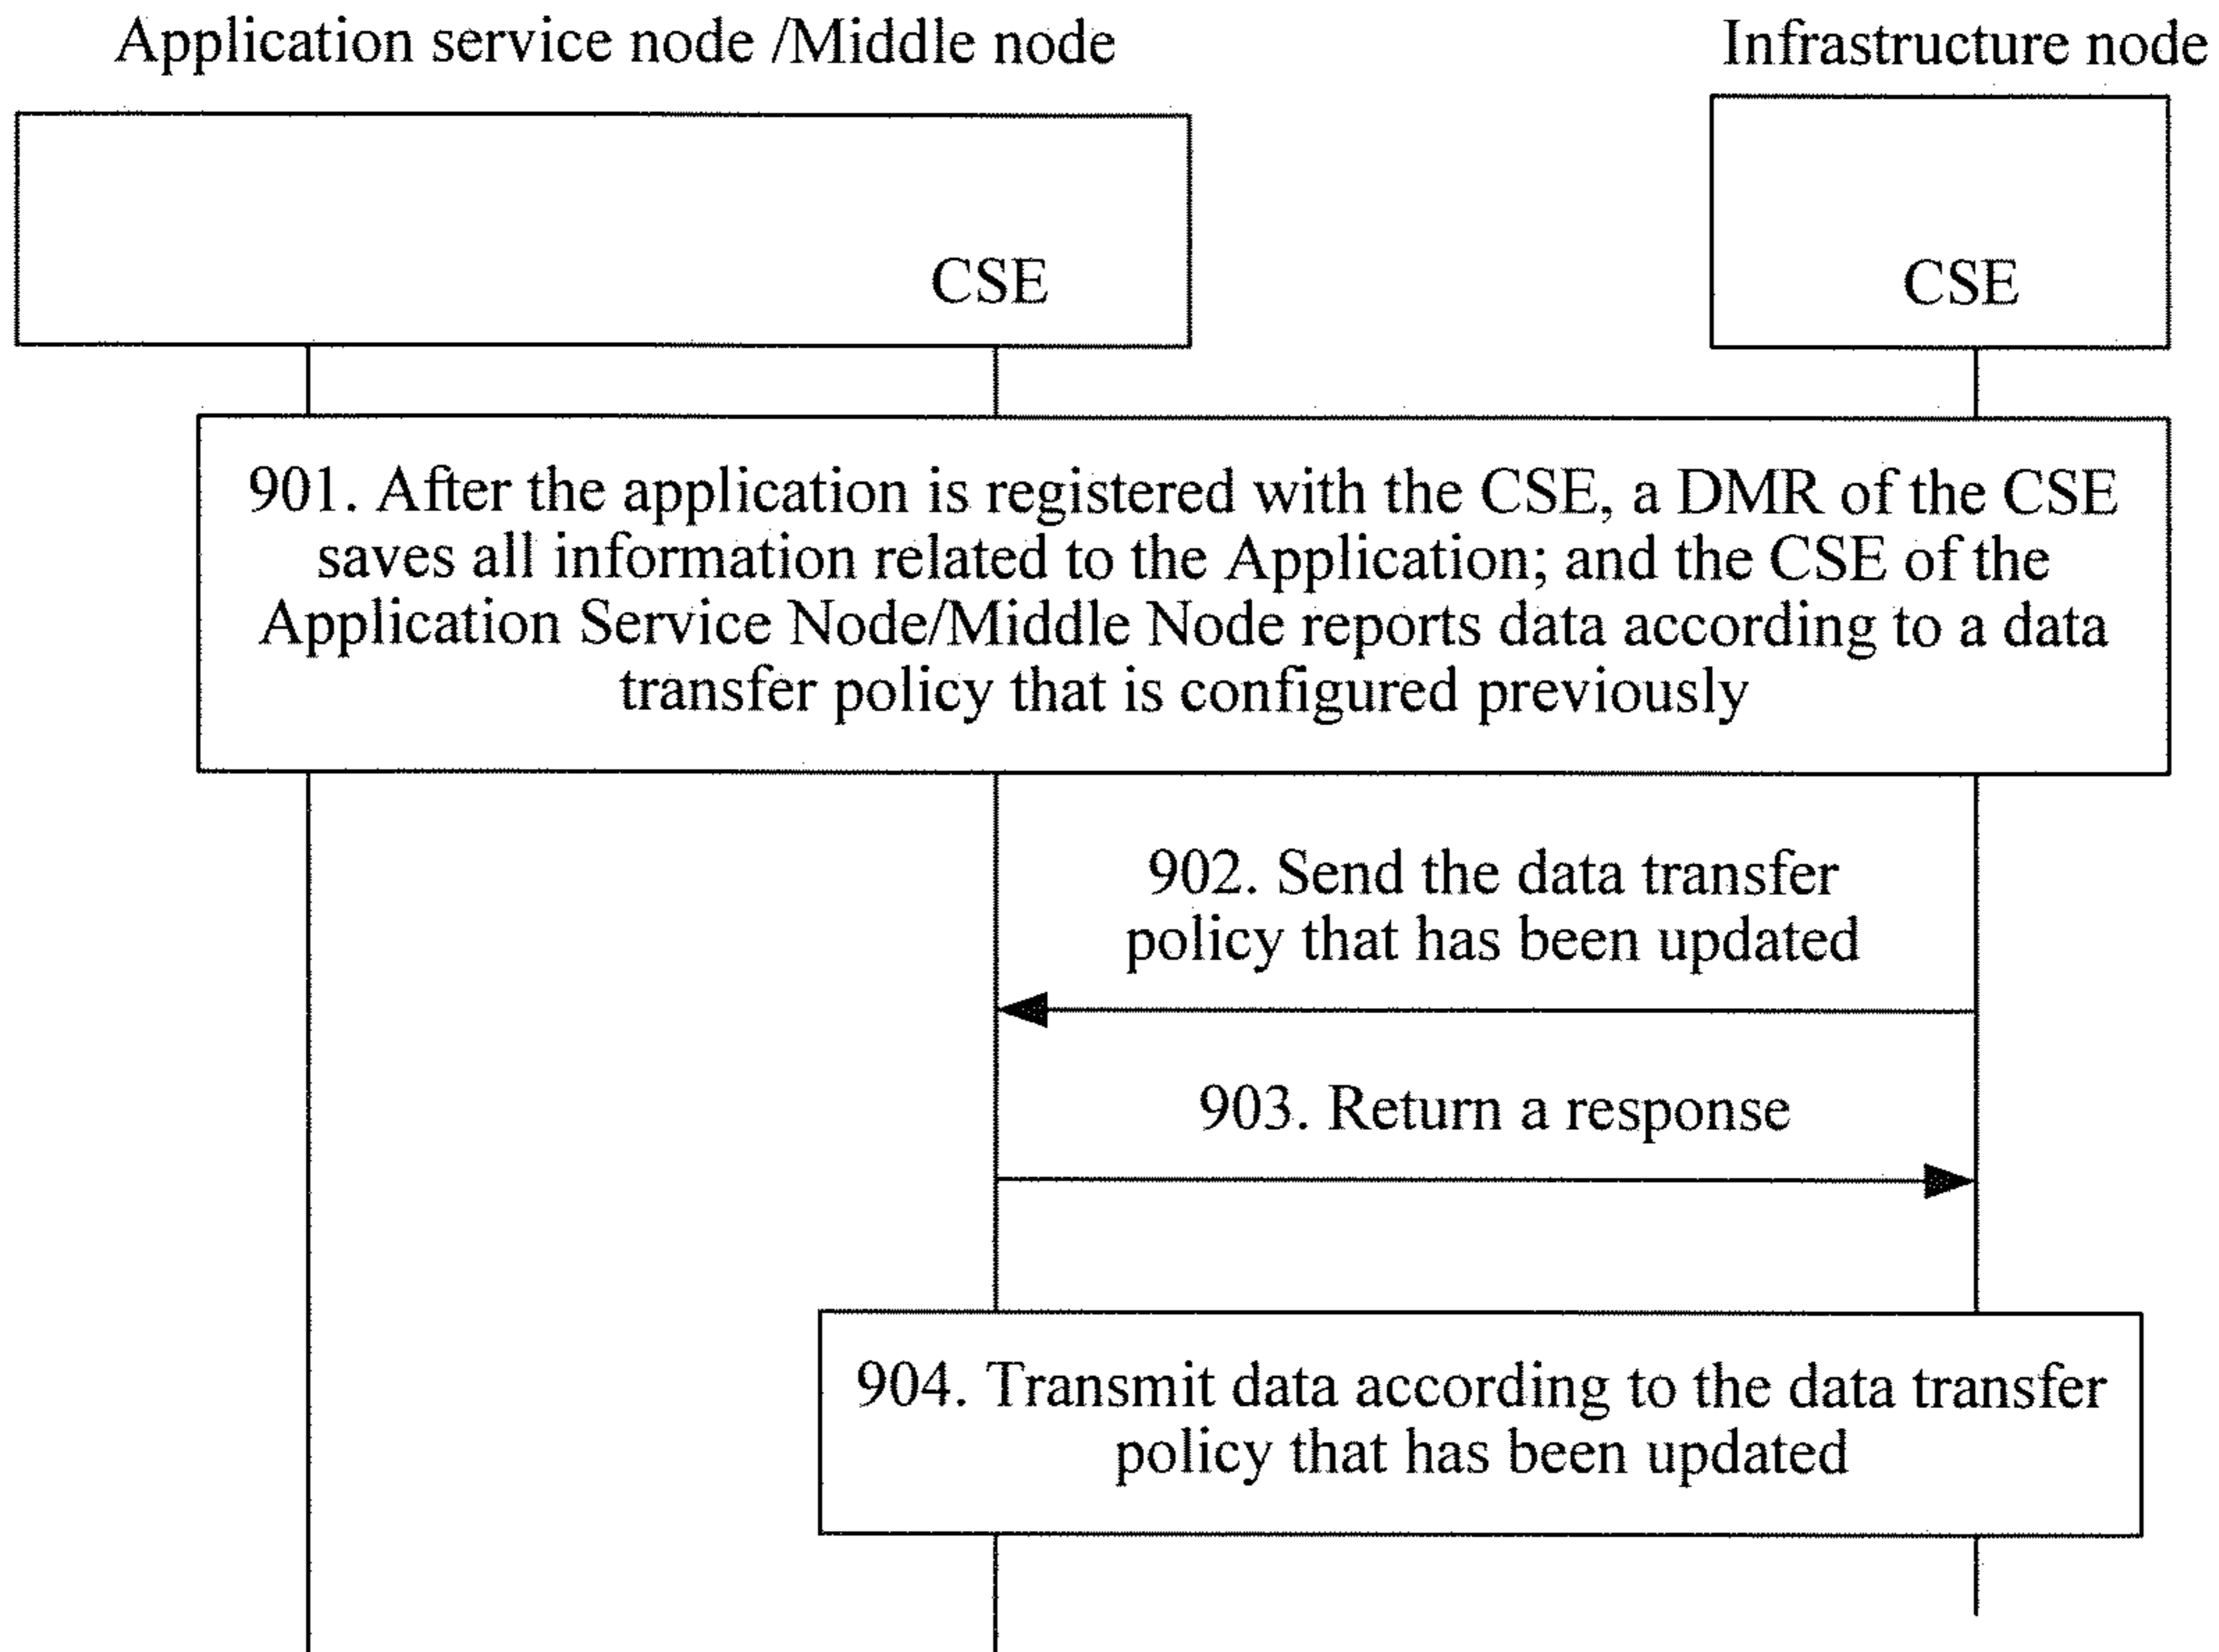 Application service node /Middle node
Infrastructure node
CSE
CSE
901. After the application is registered with the CSE, a DMR of the CSE
saves all information related to the Application; and the CSE of the
Application Service Node/Middle Node reports data according to a data
transfer policy that is configured previously
902. Send the data transfer
policy that has been updated
903. Return a response
904. Transmit data according to the data transfer
policy that has been updated